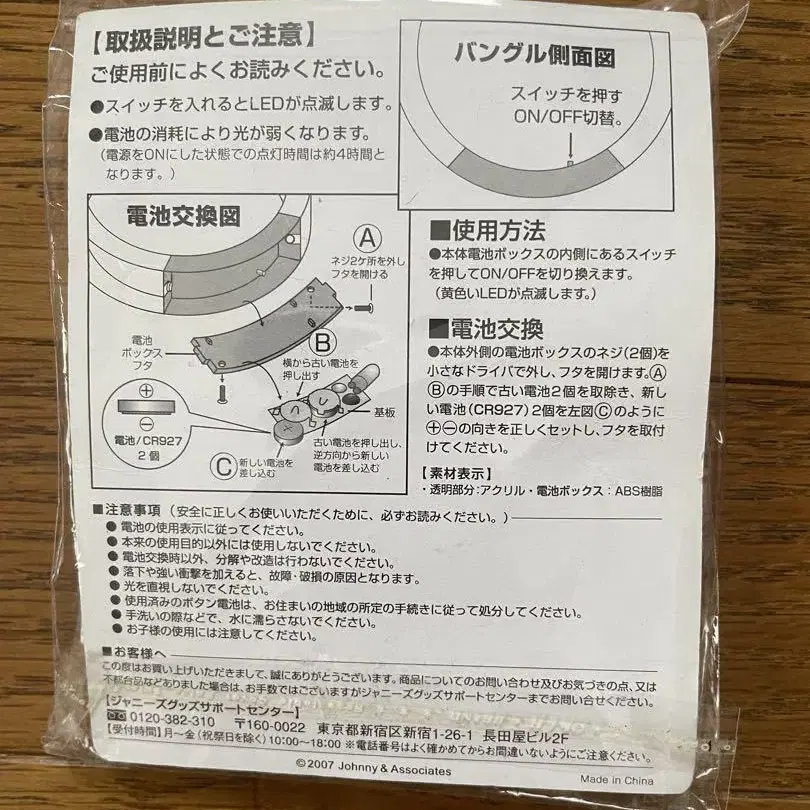 【取扱説明とご注意】
ご使用前によくお読みください。
●スイッチを入れるとLEDが点滅します。
●電池の消耗により光が弱くなります。
(電源をONにした状態での点灯時間は約4時間と
なります。)
バングル側面図
スイッチを押す
ON/OFF切替。
電池交換図
Ⓐ
ネジ2ケ所を外し
フタを開ける
電池
ボックス
フタ
Ⓑ
横から古い電池を
押し出す
基板
⊕
⊖
電池/CR927
2個
Ⓒ新しい電池を
差し込む
古い電池を押し出し、
逆方向から新しい
電池を差し込む
■使用方法
●本体電池ボックスの内側にあるスイッチ
を押してON/OFFを切り換えます。
(黄色いLEDが点滅します。)
■電池交換
●本体外側の電池ボックスのネジ(2個)を
小さなドライバで外し、フタを開けます。Ⓐ
Ⓑの手順で古い電池2個を取除き、新し
い電池(CR927)2個を左図Ⓒのように
⊕⊖の向きを正しくセットし、フタを取付
けてください。
【素材表示】
・透明部分:アクリル・電池ボックス:ABS樹脂
■注意事項(安全に正しくお使いいただくために、必ずお読みください。)
●電池の使用表示に従ってください。
●本来の使用目的以外には使用しないでください。
●電池交換時以外、分解や改造は行わないでください。
●落下や強い衝撃を加えると、故障・破損の原因となります。
●光を直視しないでください。
●使用済みのボタン電池は、お住まいの地域の所定の手続きに従って処分してください。
●手洗いの際などで、水に濡らさないでください。
●お子様の使用には注意してください。
■お客様へ
この度はお買い上げいただきまして、誠にありがとうございます。商品についてのお問い合わせ及びお気づきの点、又は
不都合品などありました場合は、お手数ではございますがジャニーズグッズサポートセンターまでお問い合せください。
【ジャニーズグッズサポートセンター】
0120-382-310 〒160-0022 東京都新宿区新宿1-26-1 長田屋ビル2F
【受付時間】月〜金(祝祭日を除く)10:00〜18:00 ※電話番号はよく確かめてからお間違いないようにご注意ください。
©2007 Johnny & Associates
Made in China